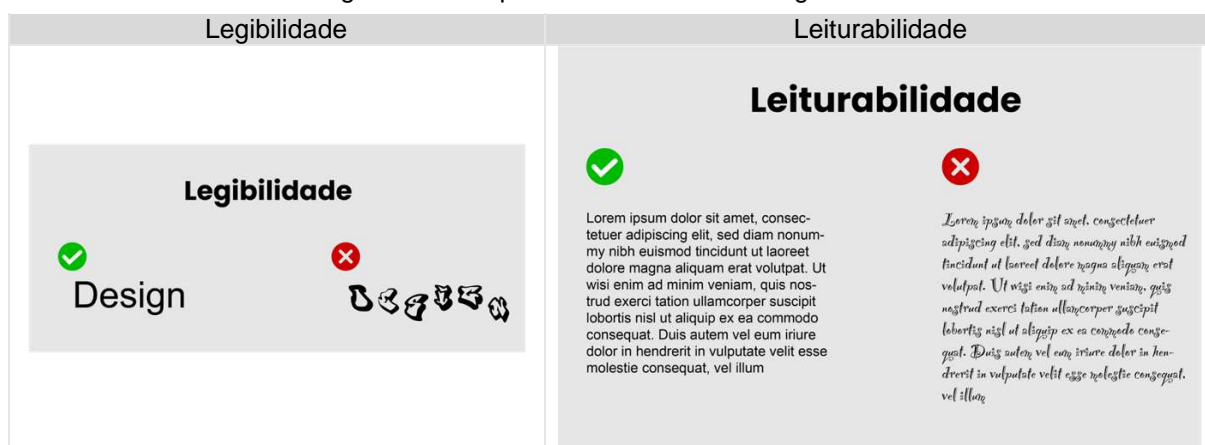 Legibilidade
Leiturabilidade
Legibilidade
Design
Design
Leiturabilidade
Lorem ipsum dolor sit amet, consec-
tetuer adipiscing elit, sed diam nonum-
my nibh euismod tincidunt ut laoreet
dolore magna aliquam erat volutpat. Ut
wisi enim ad minim veniam, quis nos-
trud exerci tation ullamcorper suscipit
lobortis nisl ut aliquip ex ea commodo
consequat. Duis autem vel eum iriure
dolor in hendrerit in vulputate velit esse
molestie consequat, vel illum
Lorem ipsum dolor sit amet, consectetuer
adipiscing elit, sed diam nonummy nibh euismod
tincidunt ut laoreet dolore magna aliquam erat
volutpat. Ut wisi enim ad minim veniam, quis
nostrud exerci tation ullamcorper suscipit
lobortis nisl ut aliquip ex ea commodo conse-
quat. Duis autem vel eum iriure dolor in hen-
drerit in vulputate velit esse molestie consequat,
vel illum